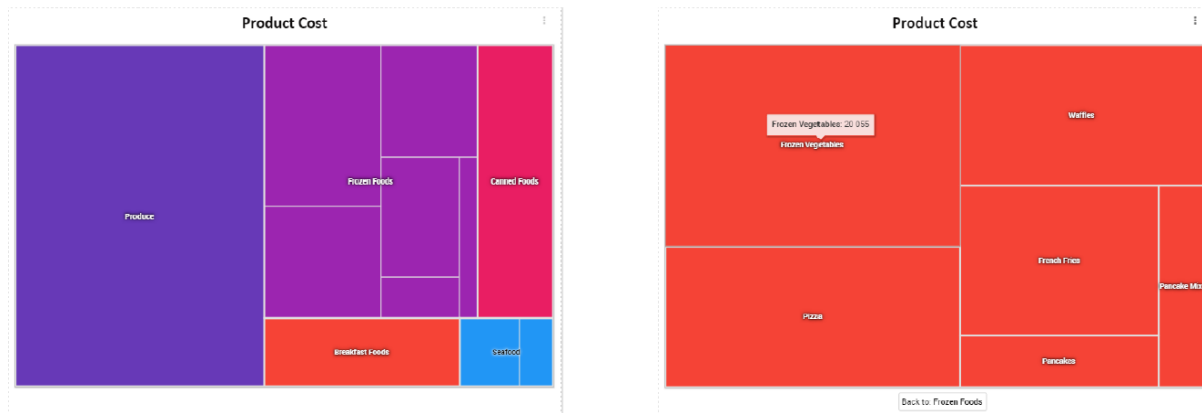 Product Cost
Produce
Frozen Foods
Canned Foods
Breakfast Foods
Seafood
Product Cost
Waffles
Frozen Vegetables: 20 055
Frozen Vegetables
French Fries
Pancake Mix
Pizza
Pancakes
Back to: Frozen Foods